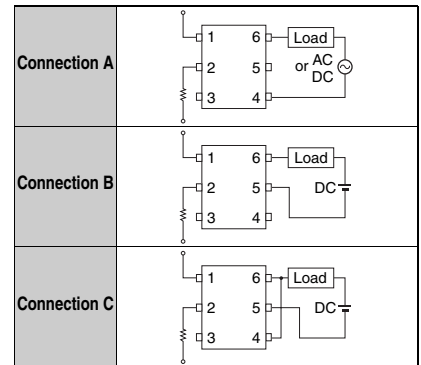 Connection A
1 6 Load
2 5 or AC
DC
3 4
Connection B
1 6 Load
2 5 DC
3 4
Connection C
1 6 Load
2 5 DC
3 4